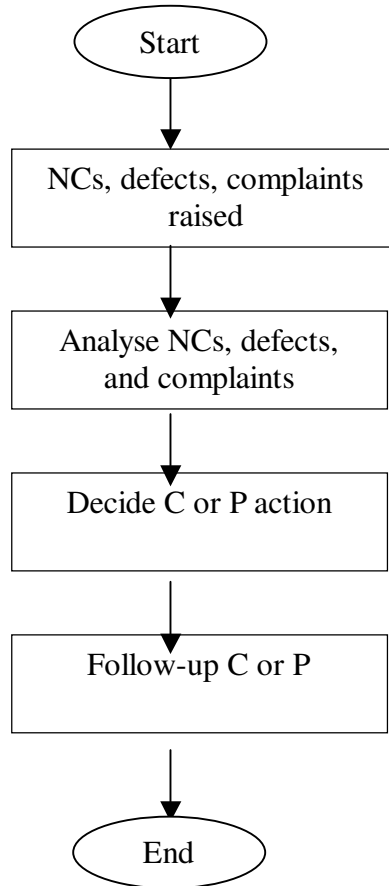 Start
NCs, defects, complaints
raised
Analyse NCs, defects,
and complaints
Decide C or P action
Follow-up C or P
End